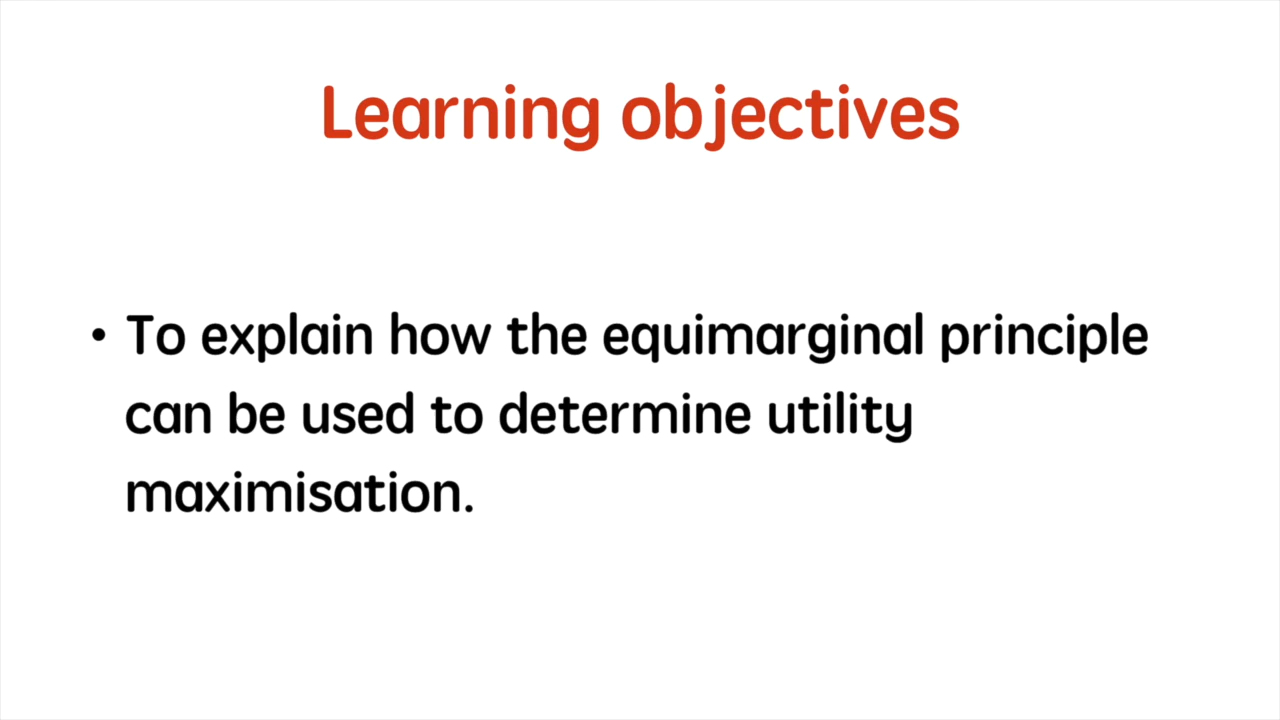 Learning objectives
• To explain how the equimarginal principle
can be used to determine utility
maximisation.